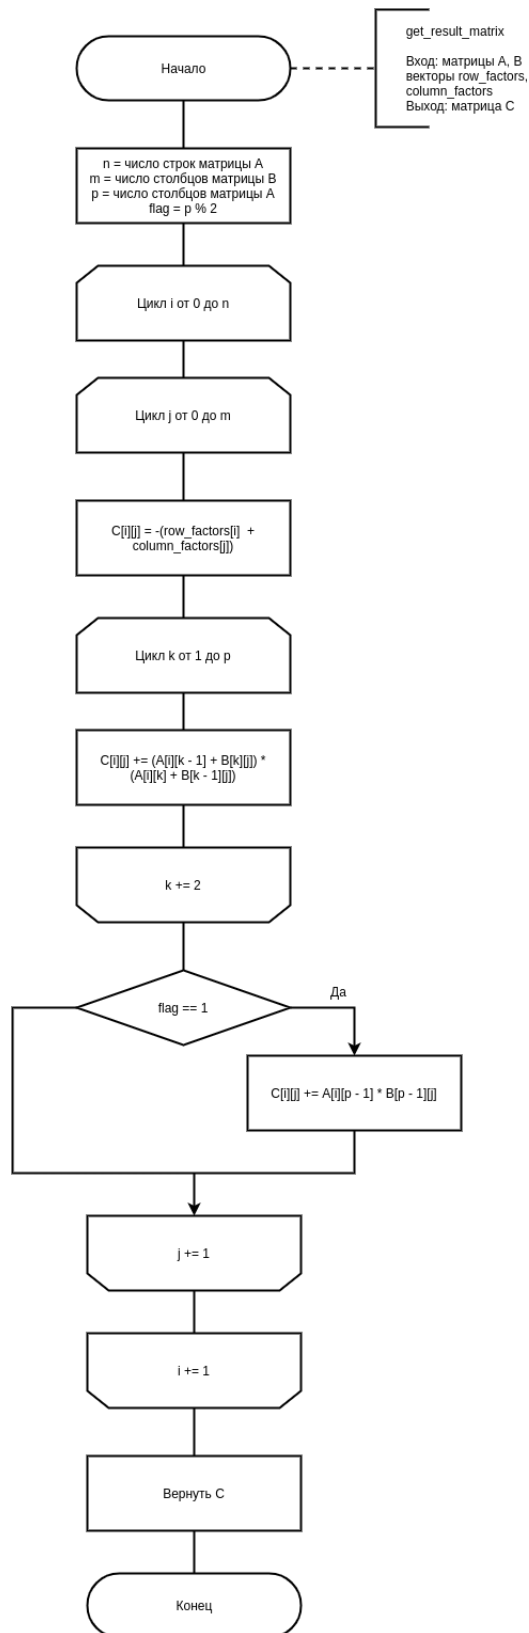 get_result_matrix
Вход: матрицы A, B
векторы row_factors,
column_factors
Выход: матрица C
Начало
n = число строк матрицы A
m = число столбцов матрицы B
p = число столбцов матрицы A
flag = p % 2
Цикл i от 0 до n
Цикл j от 0 до m
C[i][j] = -(row_factors[i]  +
column_factors[j])
Цикл k от 1 до p
C[i][j] += (A[i][k - 1] + B[k][j]) *
(A[i][k] + B[k - 1][j])
k += 2
flag == 1
Да
C[i][j] += A[i][p - 1] * B[p - 1][j]
j += 1
i += 1
Вернуть C
Конец